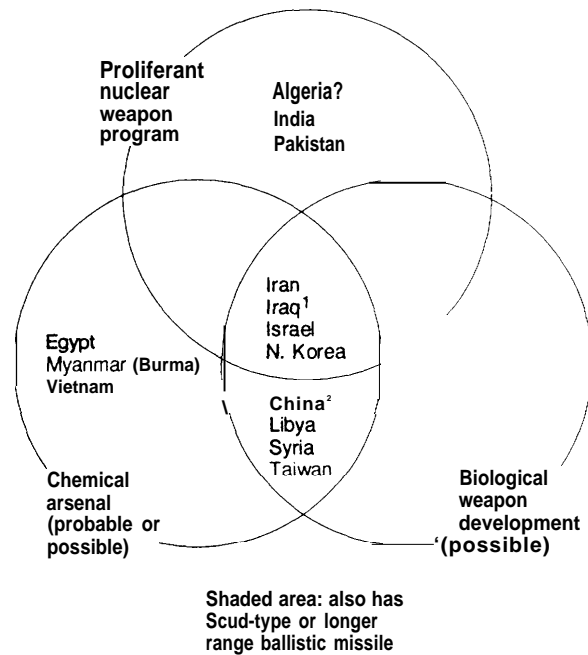 Proliferant
nuclear
weapon
program
Algeria?
India
Pakistan
Iran
Iraq¹
Israel
N. Korea
Egypt
Myanmar (Burma)
Vietnam
China²
Libya
Syria
Taiwan
Chemical
arsenal
(probable or
possible)
Biological
weapon
development
(possible)
Shaded area: also has
Scud-type or longer
range ballistic missile